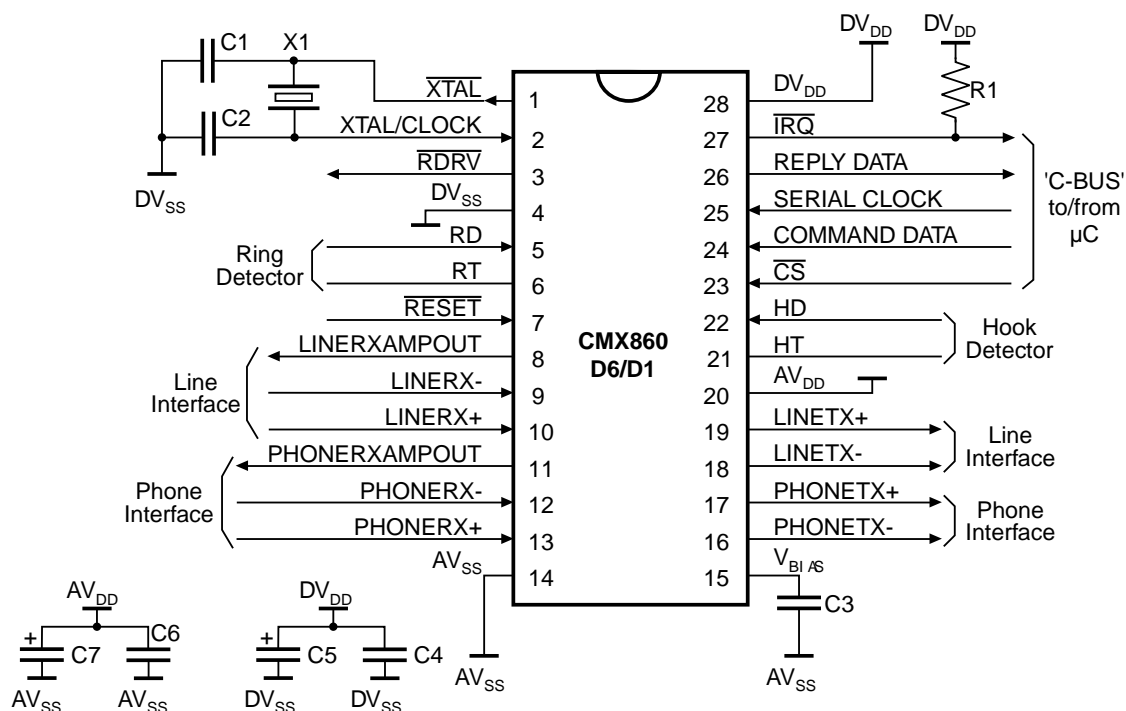 C1
X1
C2
DVSS
XTAL
XTAL/CLOCK
RDRV
DVSS
Ring
Detector
RD
RT
RESET
Line
Interface
LINERXAMPOUT
LINERX-
LINERX+
Phone
Interface
PHONERXAMPOUT
PHONERX-
PHONERX+
AVSS
1
2
3
4
5
6
7
8
9
10
11
12
13
14
CMX860
D6/D1
28
27
26
25
24
23
22
21
20
19
18
17
16
15
DVDD
DVDD
DVDD
R1
IRQ
REPLY DATA
SERIAL CLOCK
COMMAND DATA
CS
'C-BUS'
to/from
µC
HD
HT
Hook
Detector
AVDD
LINETX+
LINETX-
Line
Interface
PHONETX+
PHONETX-
Phone
Interface
VBIAS
C3
AVSS
AVSS
AVDD
+
C7
C6
AVSS
AVSS
DVDD
+
C5
C4
DVSS
DVSS